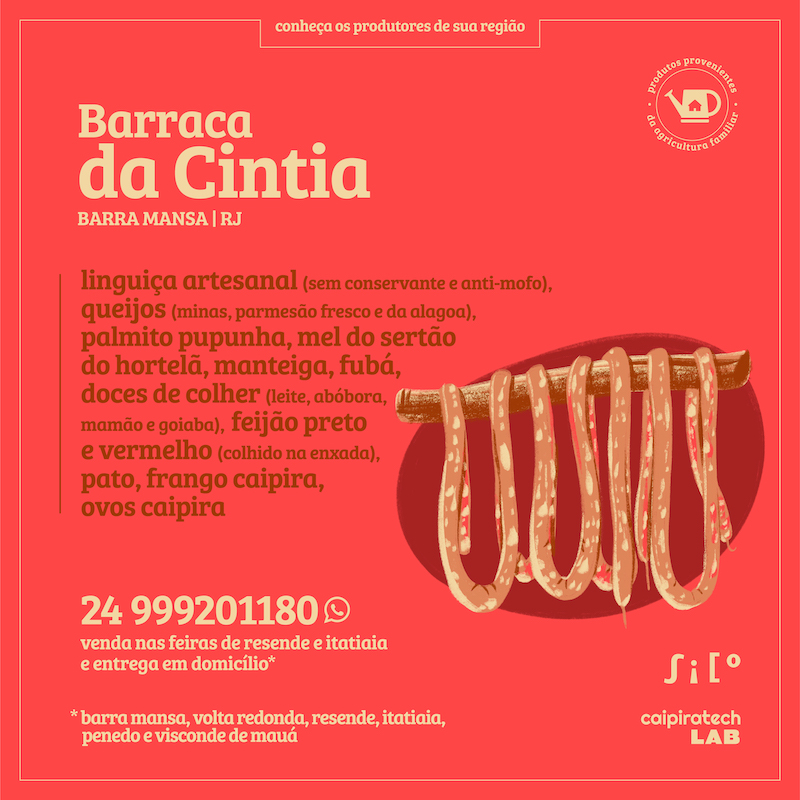 conheça os produtores de sua região
produtos provenientes
da agricultura familiar
Barraca
da Cintia
BARRA MANSA | RJ
linguiça artesanal (sem conservante e anti-mofo),
queijos (minas, parmesão fresco e da alagoa),
palmito pupunha, mel do sertão
do hortelã, manteiga, fubá,
doces de colher (leite, abóbora,
mamão e goiaba), feijão preto
e vermelho (colhido na enxada),
pato, frango caipira,
ovos caipira
24 999201180
venda nas feiras de resende e itatiaia
e entrega em domicílio*
* barra mansa, volta redonda, resende, itatiaia,
penedo e visconde de mauá
caipiratech
LAB